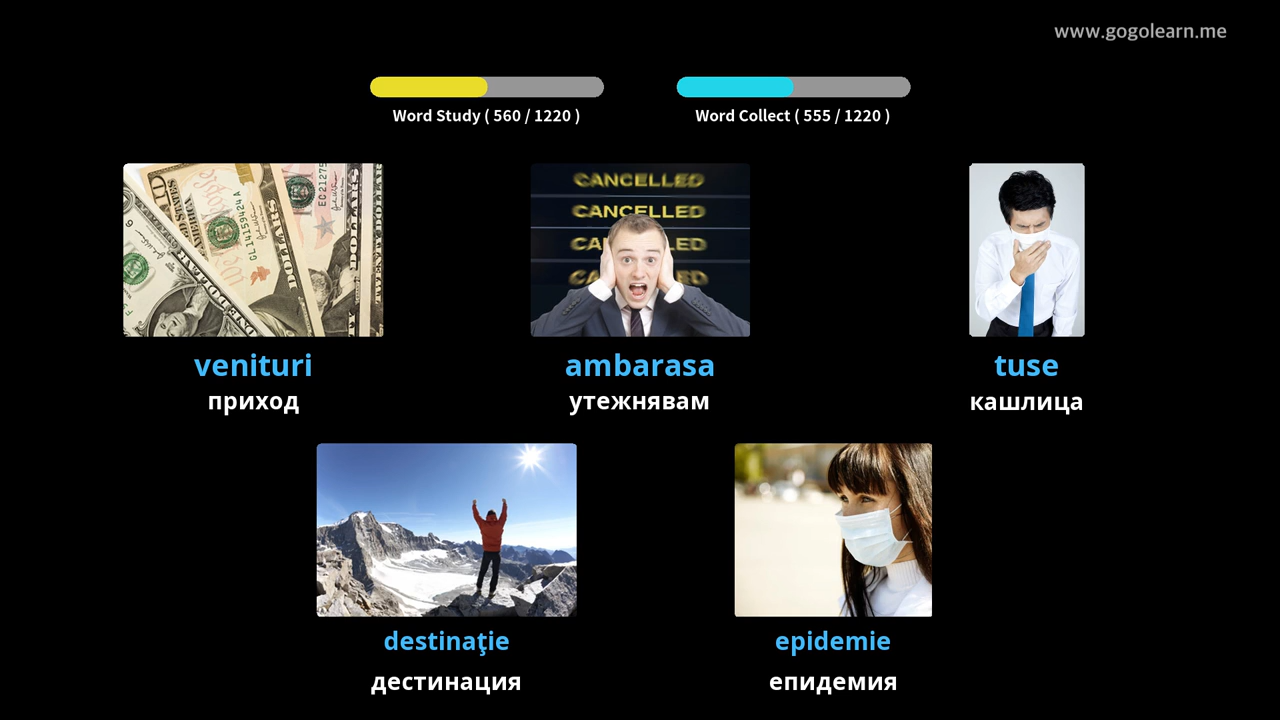 www.gogolearn.me
Word Study ( 560 / 1220 )
Word Collect ( 555 / 1220 )
CANCELLED
CANCELLED
venituri
ambarasa
tuse
приход
утежнявам
кашлица
destinaţie
epidemie
дестинация
епидемия